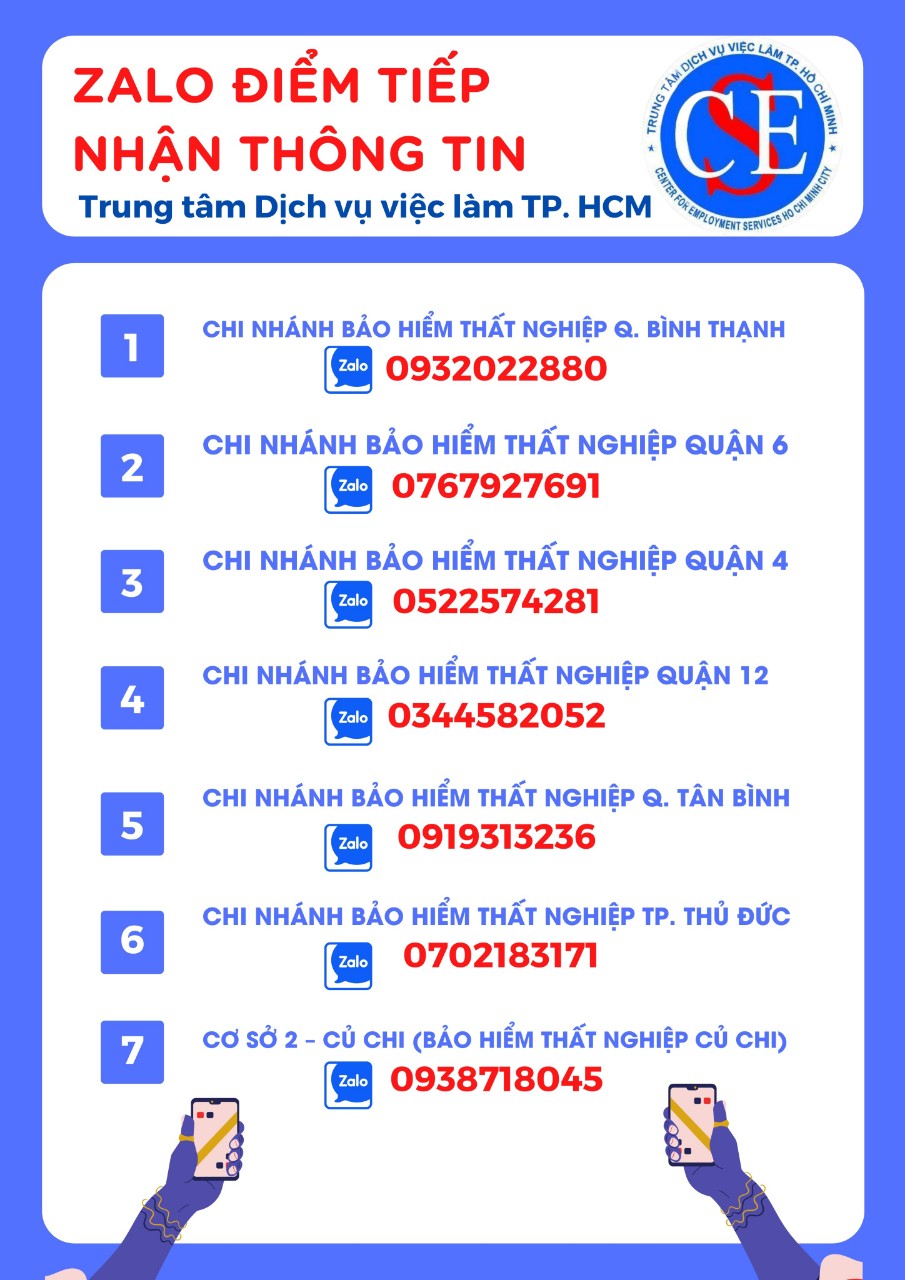 ZALO ĐIỂM TIẾP
NHẬN THÔNG TIN
Trung tâm Dịch vụ việc làm TP. HCM
TRUNG TÂM DỊCH VỤ VIỆC LÀM TP. HỒ CHÍ MINH
CSE
CENTER FOR EMPLOYMENT SERVICES HO CHI MINH CITY
1
CHI NHÁNH BẢO HIỂM THẤT NGHIỆP Q. BÌNH THẠNH
Zalo 0932022880
2
CHI NHÁNH BẢO HIỂM THẤT NGHIỆP QUẬN 6
Zalo 0767927691
3
CHI NHÁNH BẢO HIỂM THẤT NGHIỆP QUẬN 4
Zalo 0522574281
4
CHI NHÁNH BẢO HIỂM THẤT NGHIỆP QUẬN 12
Zalo 0344582052
5
CHI NHÁNH BẢO HIỂM THẤT NGHIỆP Q. TÂN BÌNH
Zalo 0919313236
6
CHI NHÁNH BẢO HIỂM THẤT NGHIỆP TP. THỦ ĐỨC
Zalo 0702183171
7
CƠ SỞ 2 – CỦ CHI (BẢO HIỂM THẤT NGHIỆP CỦ CHI)
Zalo 0938718045